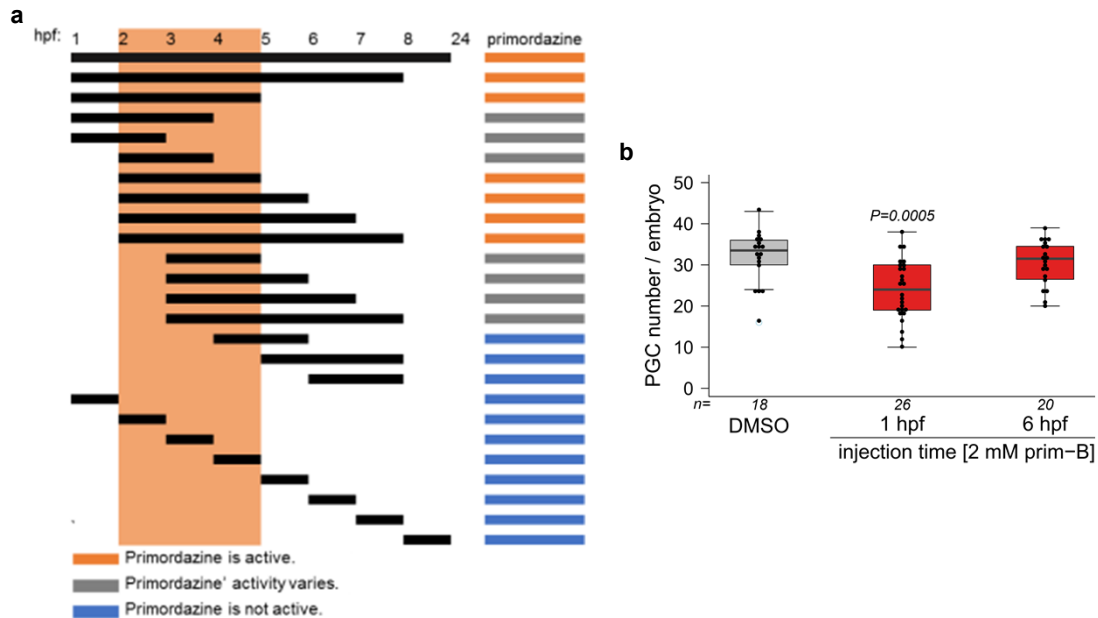 a
hpf: 1 2 3 4 5 6 7 8 24 primordazine
Primordazine is active.
Primordazine' activity varies.
Primordazine is not active.
b
PGC number / embryo
50
40
30
20
10
0
P=0.0005
n= 18 26 20
DMSO 1 hpf 6 hpf
injection time [2 mM prim−B]